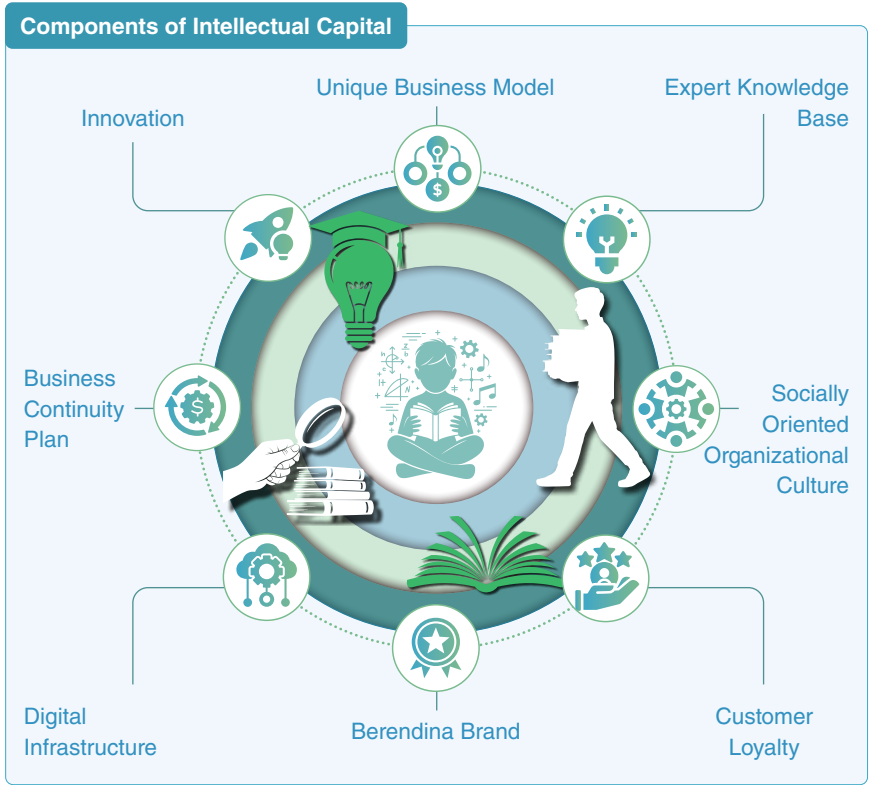 Components of Intellectual Capital
Unique Business Model
Expert Knowledge
Base
Socially
Oriented
Organizational
Culture
Customer
Loyalty
Berendina Brand
Digital
Infrastructure
Business
Continuity
Plan
Innovation